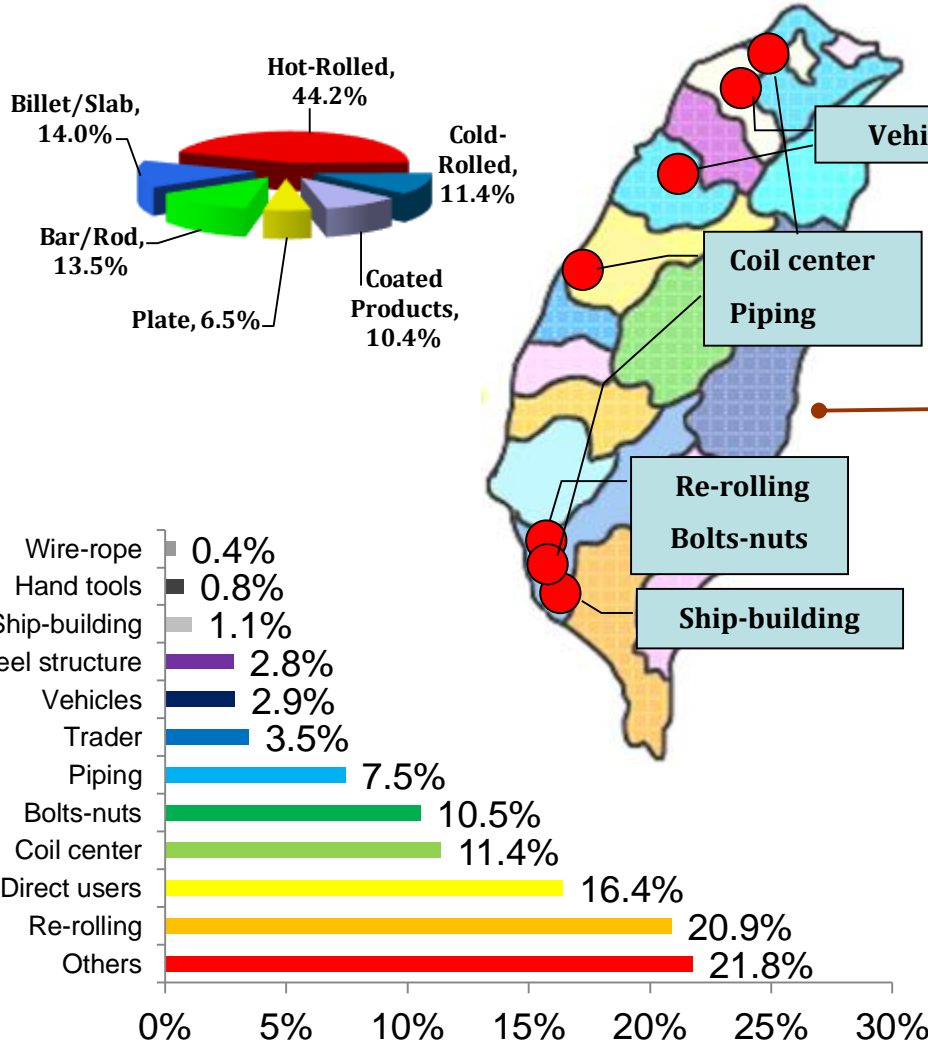 Hot-Rolled,
44.2%
Billet/Slab,
14.0%
Cold-
Rolled,
11.4%
Bar/Rod,
13.5%
Plate, 6.5%
Coated
Products,
10.4%
Vehi
Coil center
Piping
Re-rolling
Bolts-nuts
Ship-building
Wire-rope 0.4%
Hand tools 0.8%
Ship-building 1.1%
eel structure 2.8%
Vehicles 2.9%
Trader 3.5%
Piping 7.5%
Bolts-nuts 10.5%
Coil center 11.4%
Direct users 16.4%
Re-rolling 20.9%
Others 21.8%
0% 5% 10% 15% 20% 25% 30%